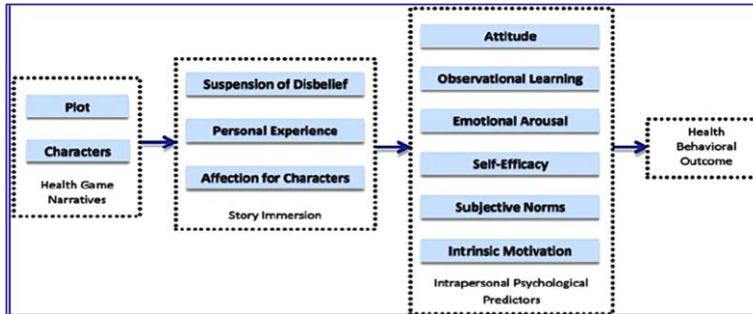 Plot
Characters
Health Game
Narratives
Suspension of Disbelief
Personal Experience
Affection for Characters
Story Immersion
Attitude
Observational Learning
Emotional Arousal
Self-Efficacy
Subjective Norms
Intrinsic Motivation
Intrapersonal Psychological
Predictors
Health
Behavioral
Outcome